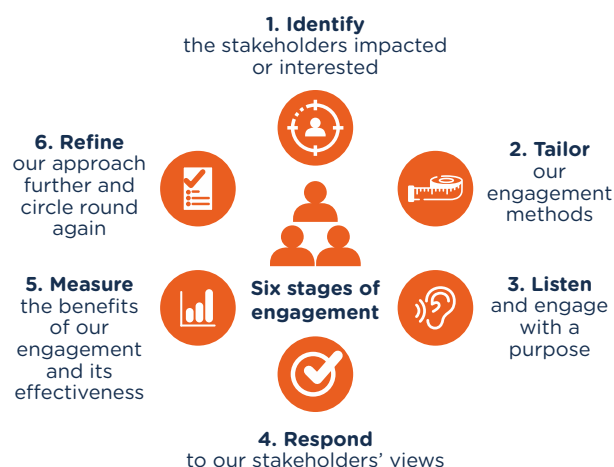 1. Identify
the stakeholders impacted
or interested
2. Tailor
our
engagement
methods
3. Listen
and engage
with a
purpose
4. Respond
to our stakeholders’ views
5. Measure
the benefits
of our
engagement
and its
effectiveness
6. Refine
our approach
further and
circle round
again
Six stages of
engagement